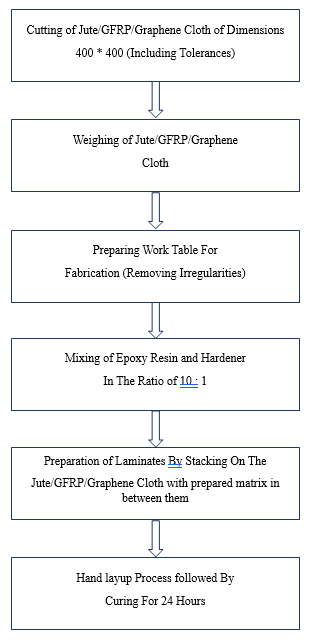 Cutting of Jute/GFRP/Graphene Cloth of Dimensions
400 * 400 (Including Tolerances)
Weighing of Jute/GFRP/Graphene
Cloth
Preparing Work Table For
Fabrication (Removing Irregularities)
Mixing of Epoxy Resin and Hardener
In The Ratio of 10 : 1
Preparation of Laminates By Stacking On The
Jute/GFRP/Graphene Cloth with prepared matrix in
between them
Hand layup Process followed By
Curing For 24 Hours